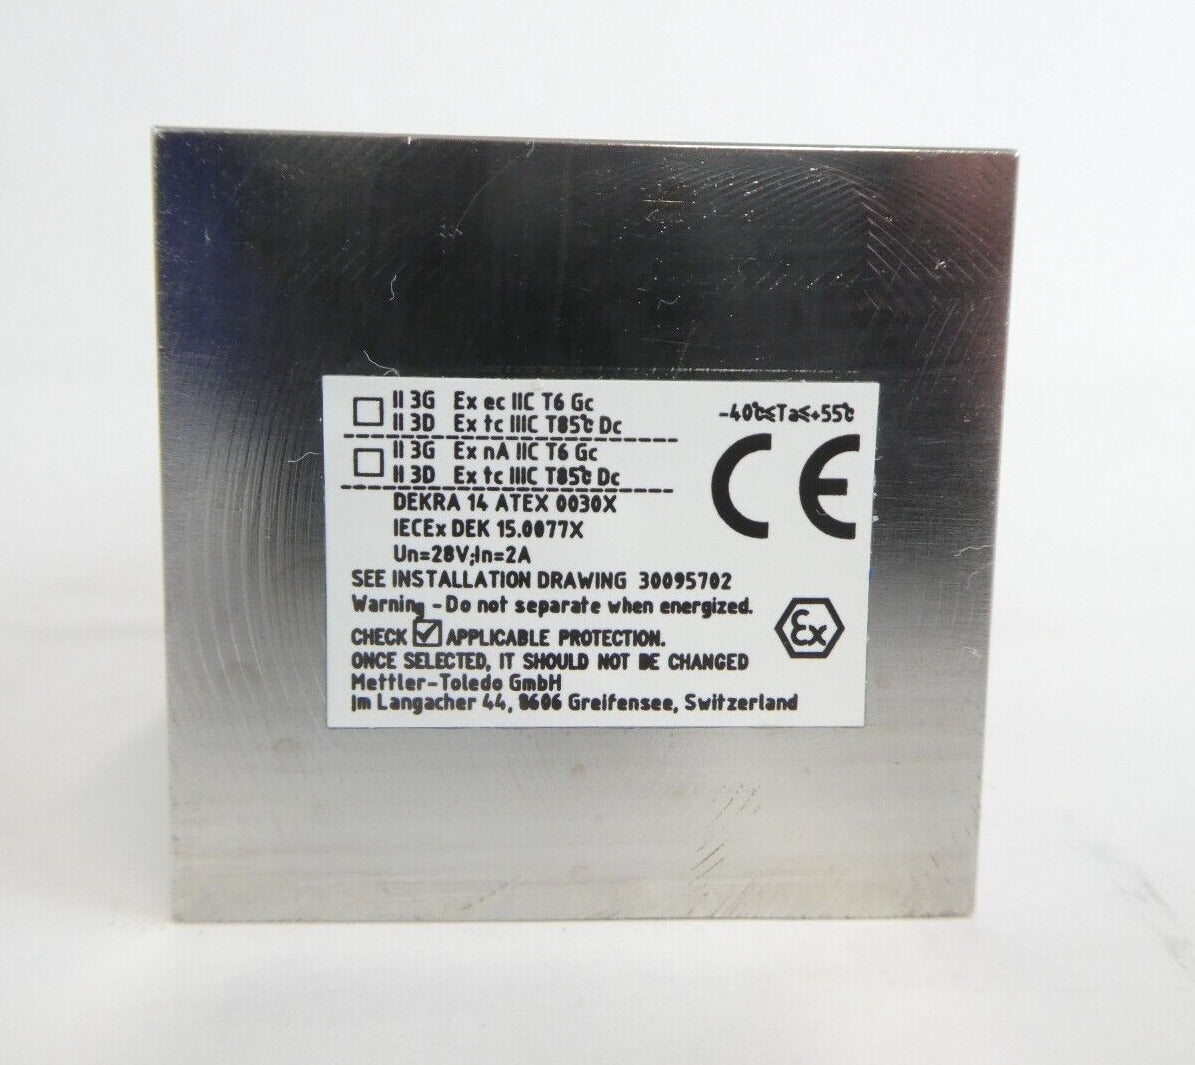 II 3G Ex ec IIC T6 Gc
II 3D Ex tc IIIC T85℃ Dc
II 3G Ex nA IIC T6 Gc
II 3D Ex tc IIIC T85℃ Dc
DEKRA 14 ATEX 0030X
IECEx DEK 15.0077X
Un=28V;In=2A
SEE INSTALLATION DRAWING 30095702
Warning - Do not separate when energized.
CHECK ☑ APPLICABLE PROTECTION.
ONCE SELECTED, IT SHOULD NOT BE CHANGED
Mettler-Toledo GmbH
Im Langacher 44, 8606 Greifensee, Switzerland
-40℃≤Ta≤+55℃
CE
Ex